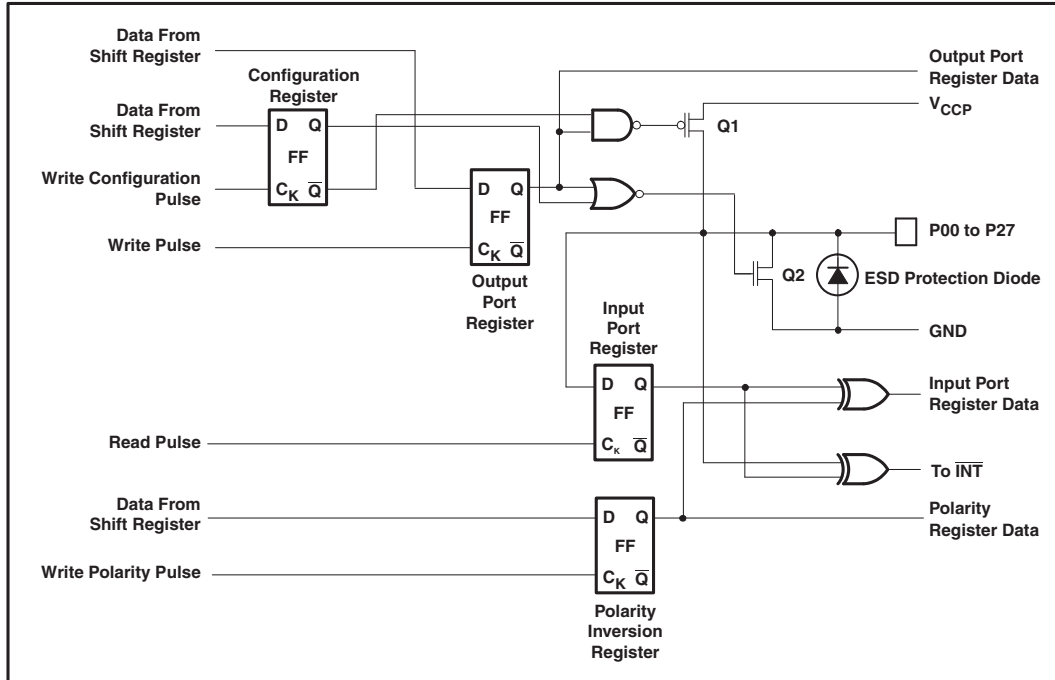 Data From
Shift Register
Configuration
Register
Data From
Shift Register
Write Configuration
Pulse
Write Pulse
D Q
FF
CK Q̅
D Q
FF
CK Q̅
Output
Port
Register
Q1
Output Port
Register Data
VCCP
P00 to P27
Q2
ESD Protection Diode
GND
Input
Port
Register
D Q
FF
CK Q̅
Read Pulse
Input Port
Register Data
To I̅N̅T̅
Data From
Shift Register
Write Polarity Pulse
D Q
FF
CK Q̅
Polarity
Inversion
Register
Polarity
Register Data